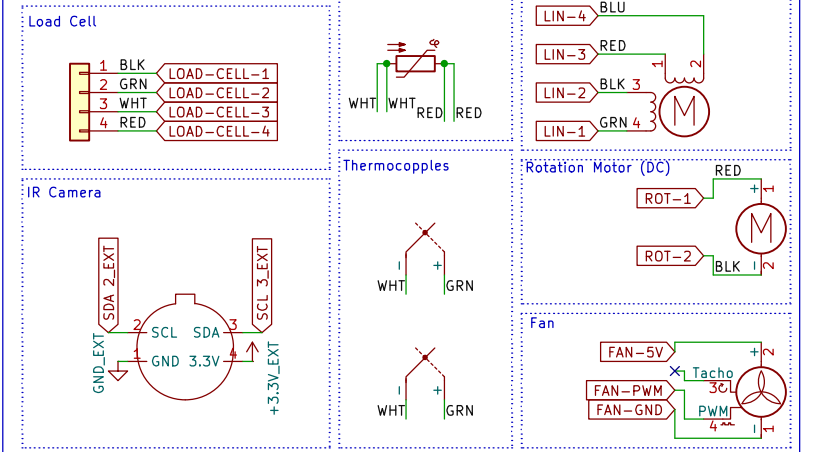 Load Cell
1 BLK LOAD-CELL-1
2 GRN LOAD-CELL-2
3 WHT LOAD-CELL-3
4 RED LOAD-CELL-4
θ
WHT WHT RED RED
LIN-4 BLU
LIN-3 RED 1 2
LIN-2 BLK 3
M
LIN-1 GRN 4
IR Camera
SDA 2_EXT
SCL 3_EXT
2 SCL SDA 3
1 GND 3.3V 4
GND_EXT
+3.3V_EXT
Thermocopples
- +
WHT GRN
- +
WHT GRN
Rotation Motor (DC)
RED
ROT-1 + 1
M
ROT-2 - 2
BLK
Fan
FAN-5V + 2
Tacho
3
FAN-PWM
FAN-GND PWM
4 - 1